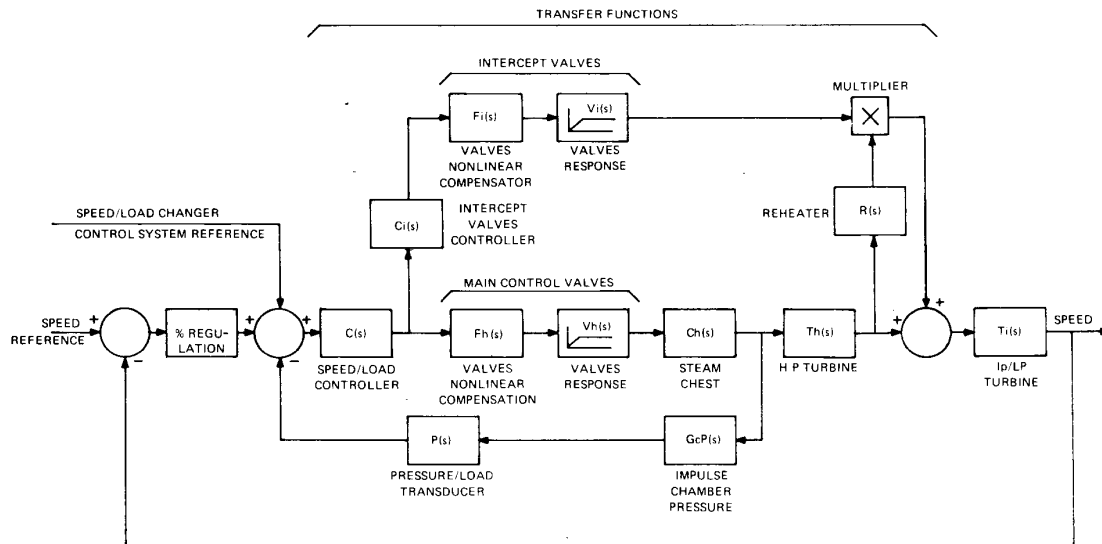 TRANSFER FUNCTIONS
INTERCEPT VALVES
MULTIPLIER
Fi(s)
Vi(s)
×
VALVES
NONLINEAR
COMPENSATOR
VALVES
RESPONSE
SPEED/LOAD CHANGER
CONTROL SYSTEM REFERENCE
Ci(s)
INTERCEPT
VALVES
CONTROLLER
REHEATER
R(s)
MAIN CONTROL VALVES
+
SPEED
REFERENCE
−
% REGU-
LATION
+
+
−
C(s)
SPEED/LOAD
CONTROLLER
Fh(s)
VALVES
NONLINEAR
COMPENSATION
Vh(s)
VALVES
RESPONSE
Ch(s)
STEAM
CHEST
Th(s)
H P TURBINE
+
+
Ti(s)
Ip/LP
TURBINE
SPEED
P(s)
PRESSURE/LOAD
TRANSDUCER
GcP(s)
IMPULSE
CHAMBER
PRESSURE